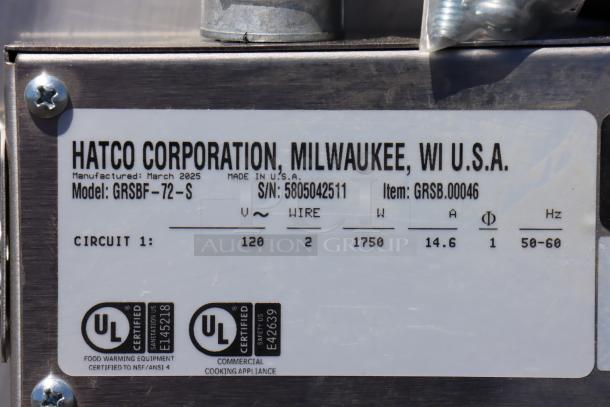 HATCO CORPORATION, MILWAUKEE, WI U.S.A.
Manufactured: March 2025 MADE IN U.S.A.
Model: GRSBF-72-S S/N: 5805042511 Item: GRSB.00046
V~ WIRE W A Φ Hz
CIRCUIT 1: 120 2 1750 14.6 1 50-60
AUCTION GROUP
UL CERTIFIED SANITATION US E145218
FOOD WARMING EQUIPMENT
CERTIFIED TO NSF/ANSI 4
UL CERTIFIED SAFETY US E42639
COMMERCIAL
COOKING APPLIANCE